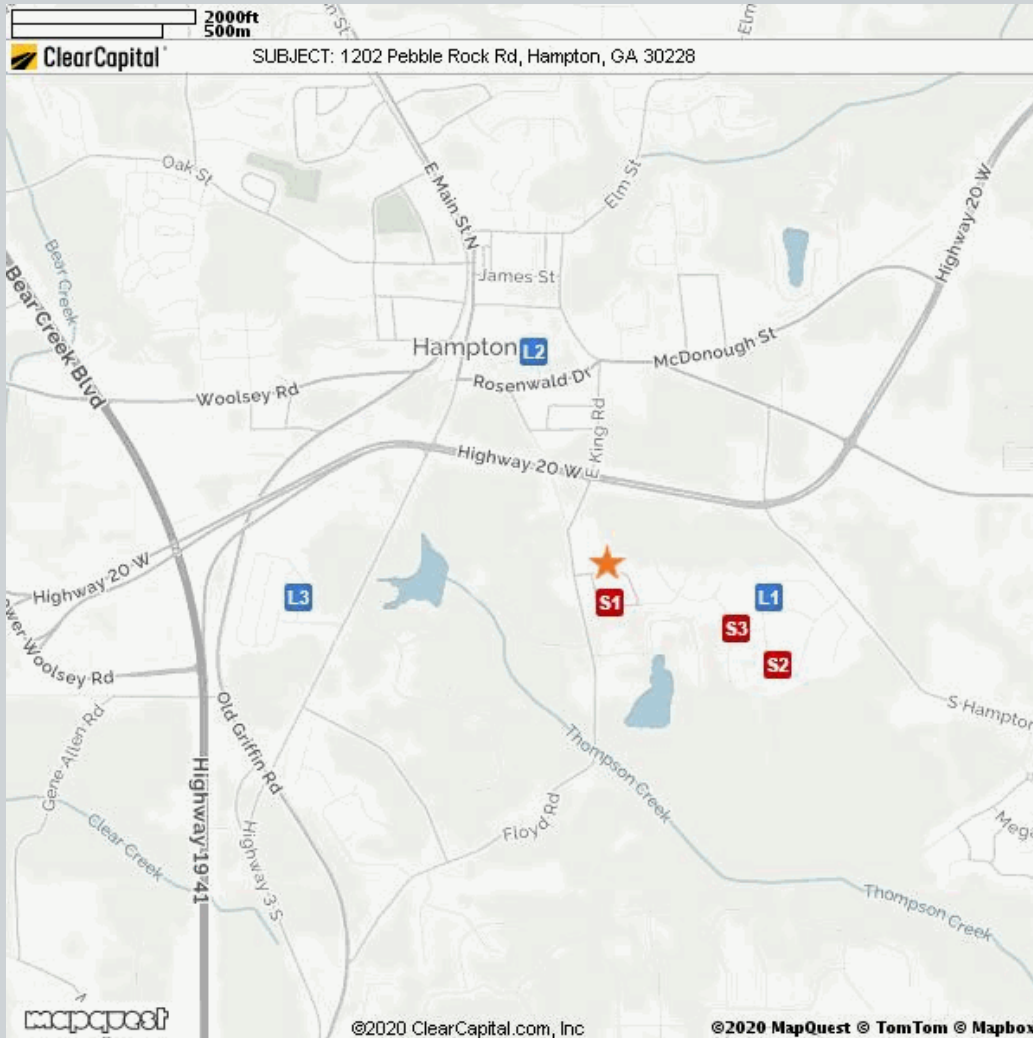 2000ft
500m
ClearCapital
SUBJECT: 1202 Pebble Rock Rd, Hampton, GA 30228
Elm
Oak St
E Main St N
Elm St
Highway 20 W
Bear Creek
Bear Creek Blvd
James St
Hampton
L2
McDonough St
Rosenwald Dr
Woolsey Rd
E King Rd
Highway 20 W
Highway 20 W
L3
S1
L1
S3
S2
Woolsey Rd
Old Griffin Rd
S Hampton
Gene Allen Rd
Thompson Creek
Highway 19 41
Clear Creek
Highway 3 S
Floyd Rd
Thompson Creek
mapquest
©2020 ClearCapital.com, Inc
©2020 MapQuest © TomTom © Mapbox